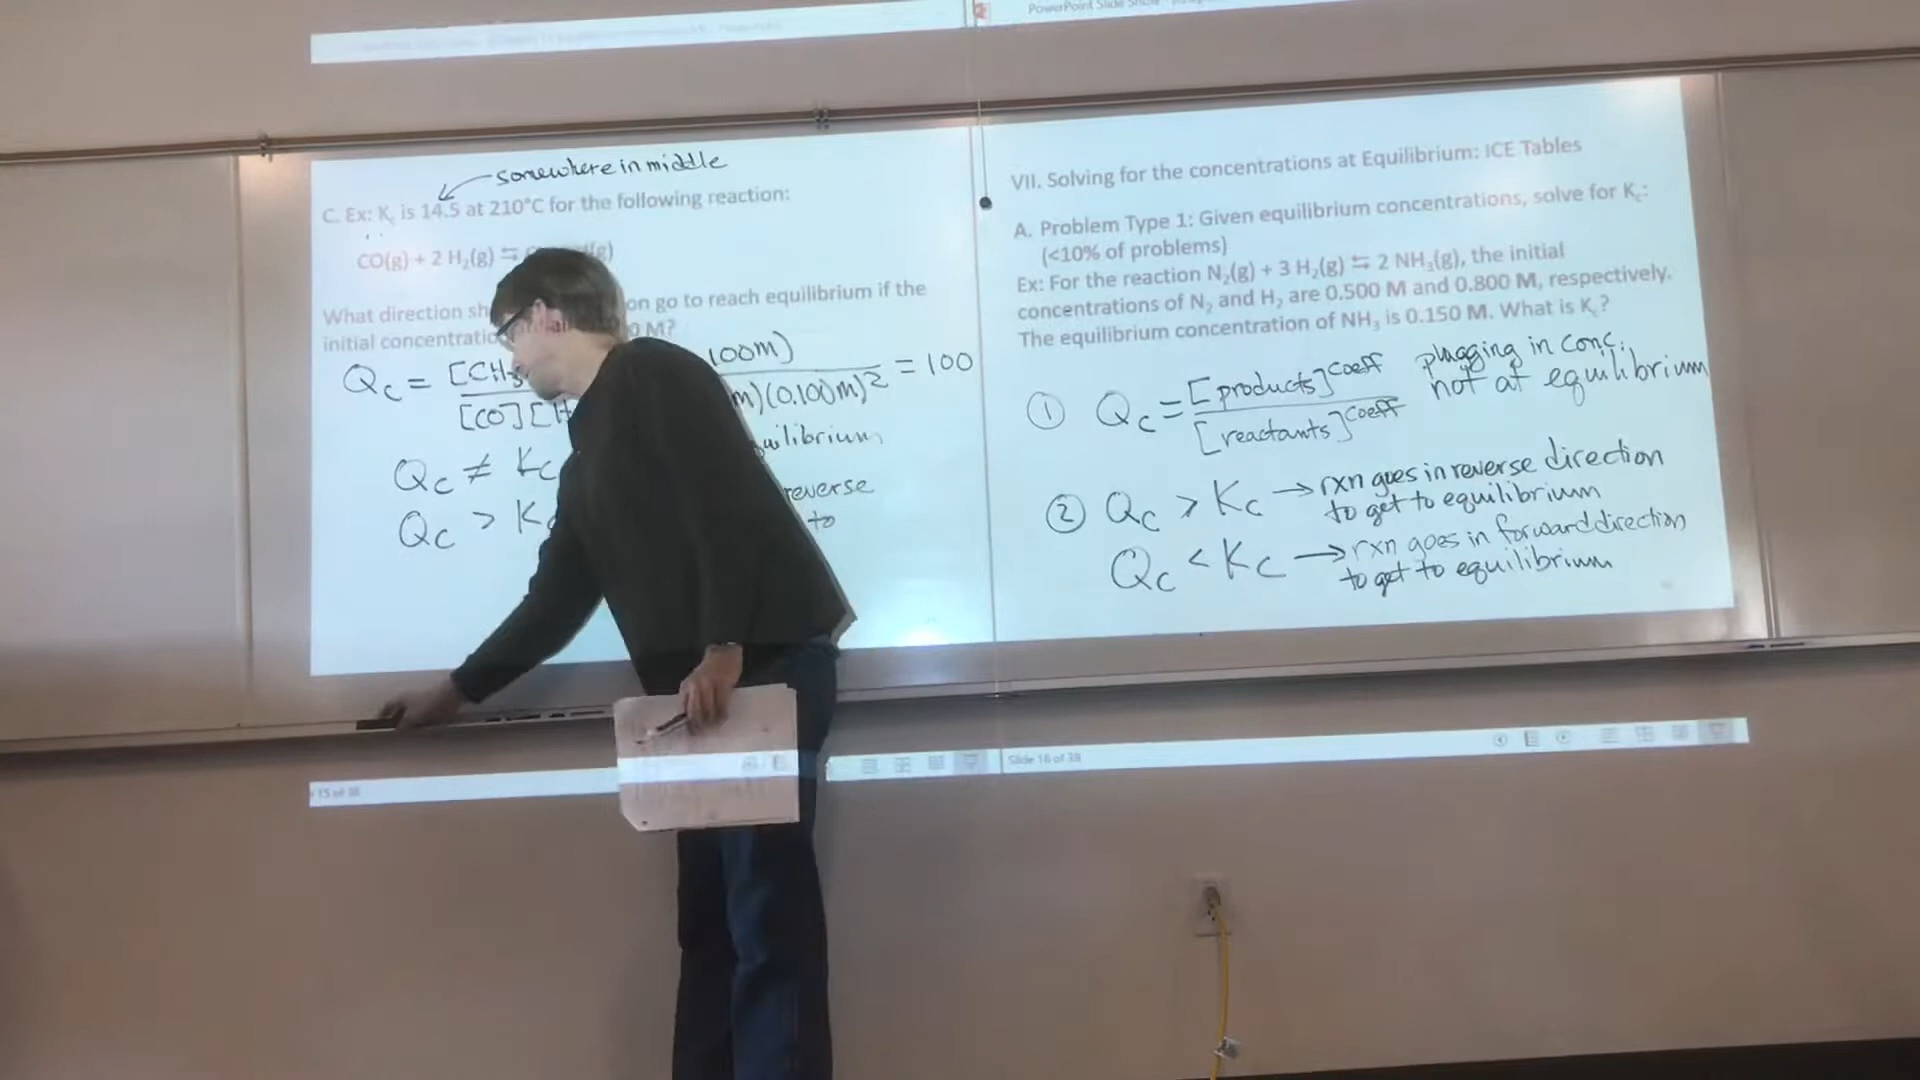 PowerPoint Slide Show
somewhere in middle
C. Ex: Kc is 14.5 at 210°C for the following reaction:
CO(g) + 2 H₂(g) ⇆ (g)
What direction on go to reach equilibrium if the
initial 0 M?
Qc = [CH₃ 100m) = 100
[CO][H m)(0.100m)²
Qc ≠ Kc
Qc > Kc reverse
to
15 of 38
VII. Solving for the concentrations at Equilibrium: ICE Tables
A. Problem Type 1: Given equilibrium concentrations, solve for Kc:
(<10% of problems)
Ex: For the reaction N₂(g) + 3 H₂(g) ⇆ 2 NH₃(g), the initial
concentrations of N₂ and H₂ are 0.500 M and 0.800 M, respectively.
The equilibrium concentration of NH₃ is 0.150 M. What is Kc?
① Qc = [products]^coeff plugging in conc.
[reactants]^coeff not at equilibrium
② Qc > Kc → rxn goes in reverse direction
to get to equilibrium
Qc < Kc → rxn goes in forward direction
to get to equilibrium
Slide 16 of 38